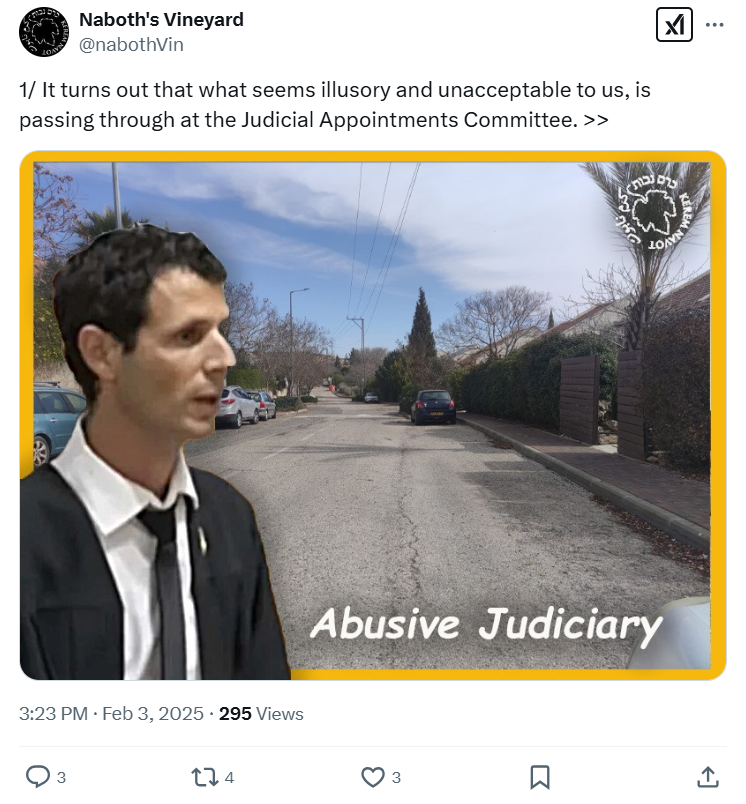 Naboth's Vineyard
@nabothVin
1/ It turns out that what seems illusory and unacceptable to us, is
passing through at the Judicial Appointments Committee. >>
כרם נבות
KEREM NAVOT
Abusive Judiciary
3:23 PM · Feb 3, 2025 · 295 Views
3
4
3